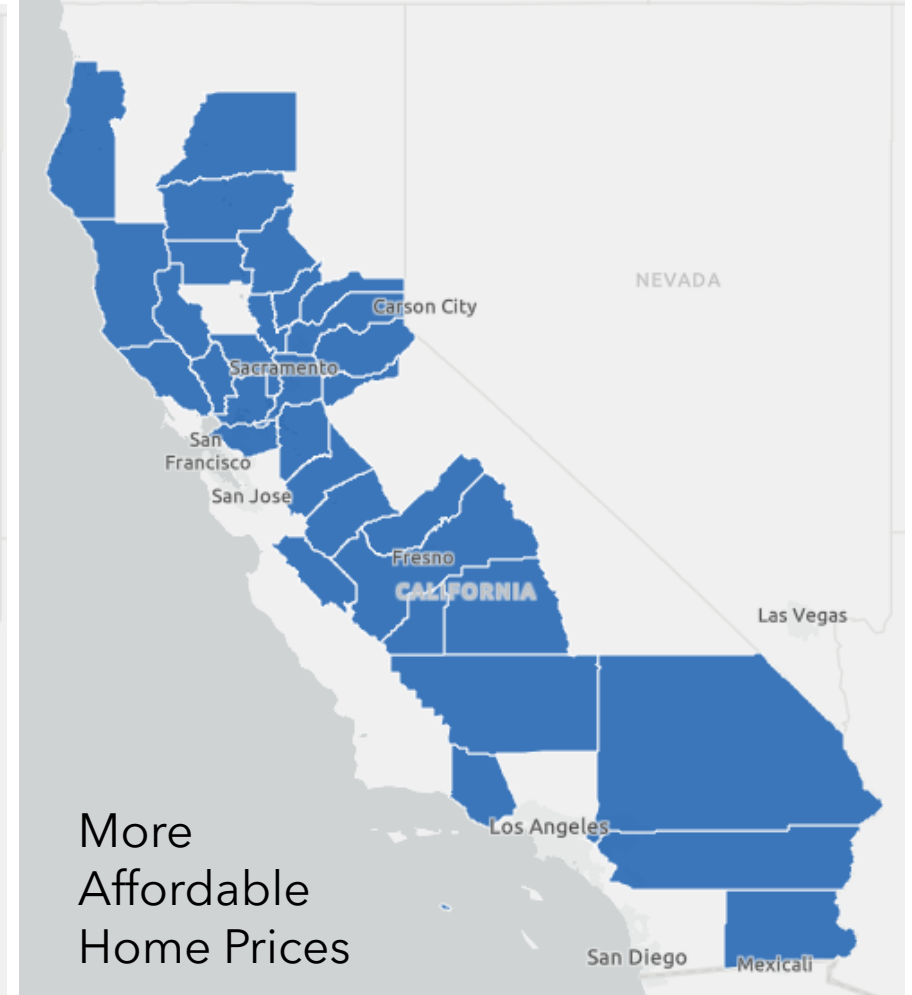 NEVADA
Carson City
Sacramento
San
Francisco
San Jose
Fresno
CALIFORNIA
Las Vegas
Los Angeles
San Diego
Mexicali
More
Affordable
Home Prices